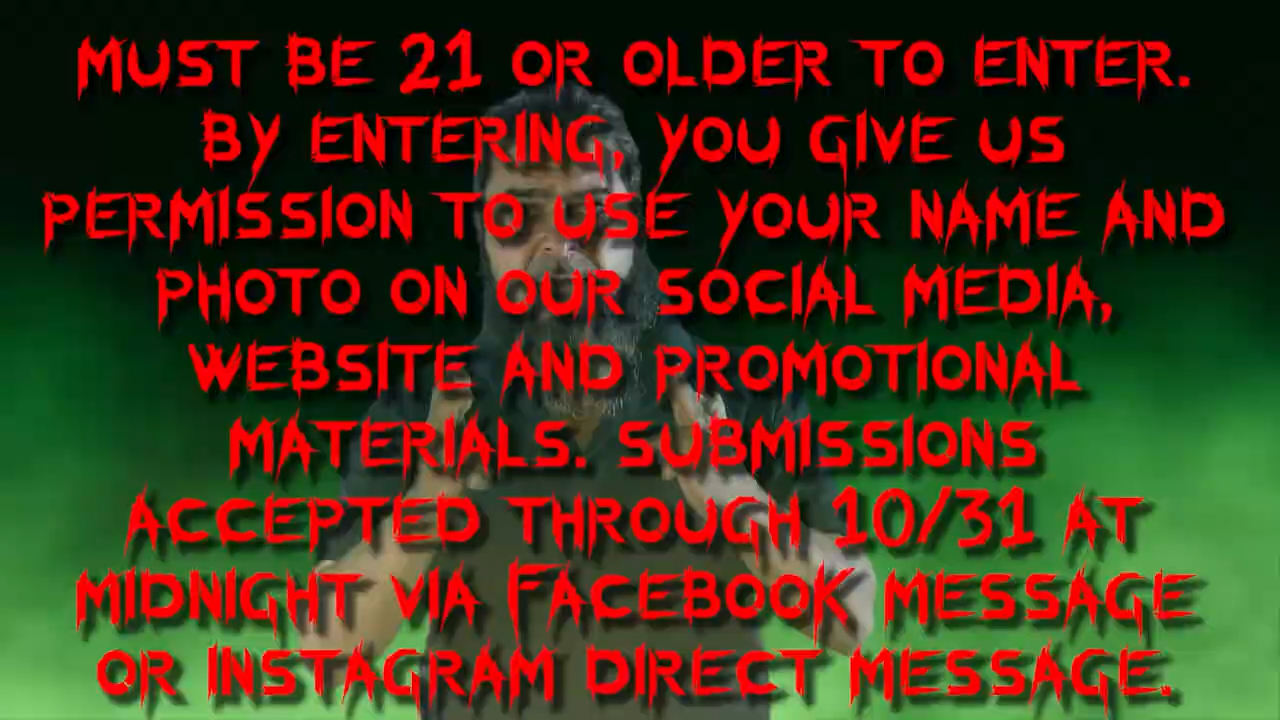 MUST BE 21 OR OLDER TO ENTER.
BY ENTERING, YOU GIVE US
PERMISSION TO USE YOUR NAME AND
PHOTO ON OUR SOCIAL MEDIA,
WEBSITE AND PROMOTIONAL
MATERIALS. SUBMISSIONS
ACCEPTED THROUGH 10/31 AT
MIDNIGHT VIA FACEBOOK MESSAGE
OR INSTAGRAM DIRECT MESSAGE.